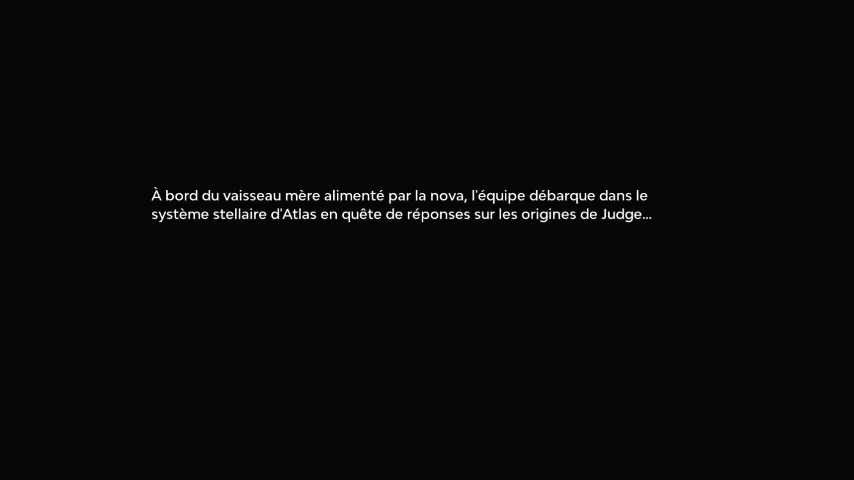 À bord du vaisseau mère alimenté par la nova, l'équipe débarque dans le
système stellaire d'Atlas en quête de réponses sur les origines de Judge...